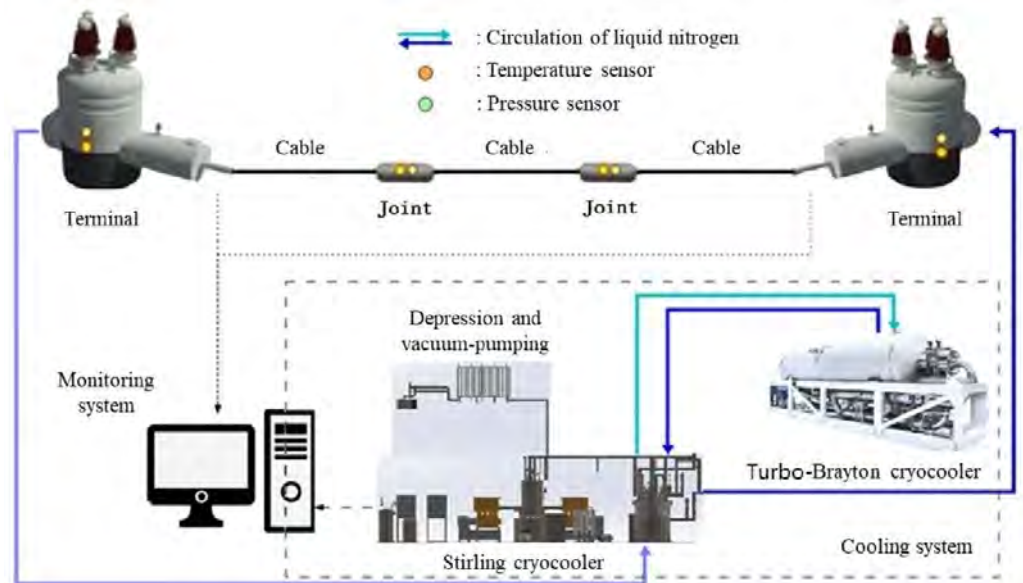 : Circulation of liquid nitrogen
: Temperature sensor
: Pressure sensor
Cable
Cable
Cable
Joint
Joint
Terminal
Terminal
Depression and
vacuum-pumping
Monitoring
system
Turbo-Brayton cryocooler
Stirling cryocooler
Cooling system